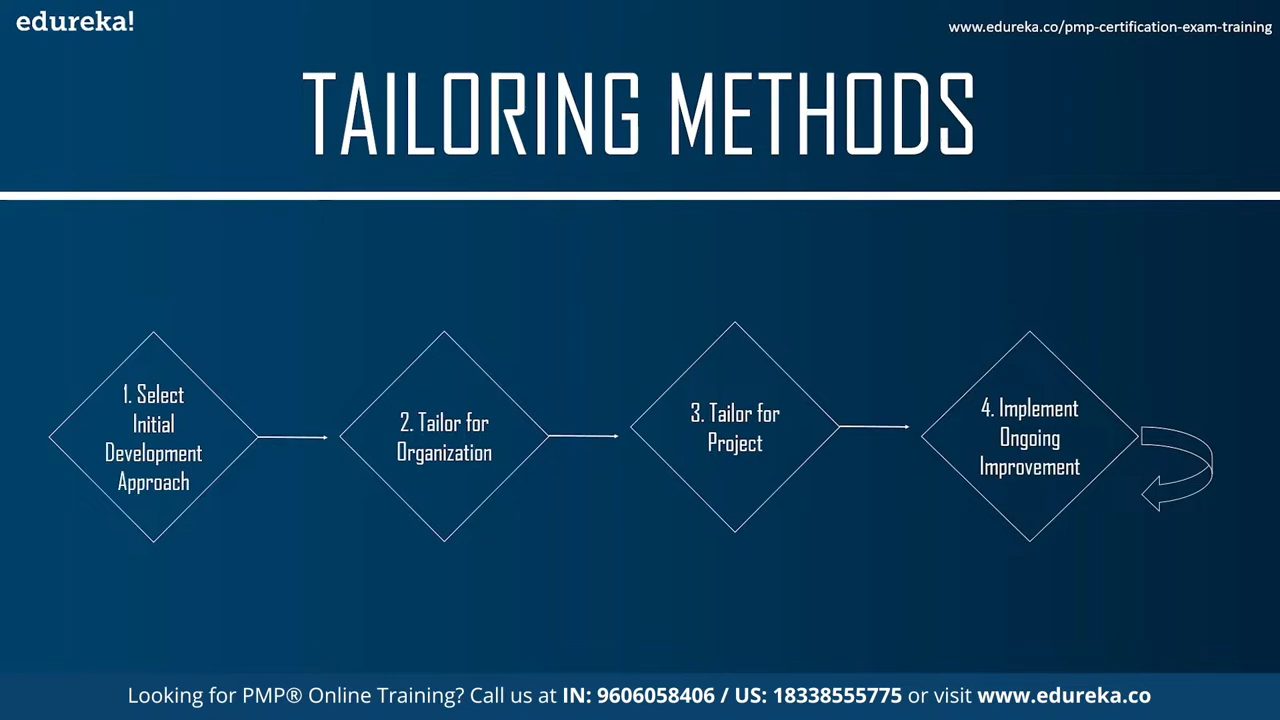 edureka!
www.edureka.co/pmp-certification-exam-training
TAILORING METHODS
1. Select
Initial
Development
Approach
2. Tailor for
Organization
3. Tailor for
Project
4. Implement
Ongoing
Improvement
Looking for PMP® Online Training? Call us at IN: 9606058406 / US: 18338555775 or visit www.edureka.co